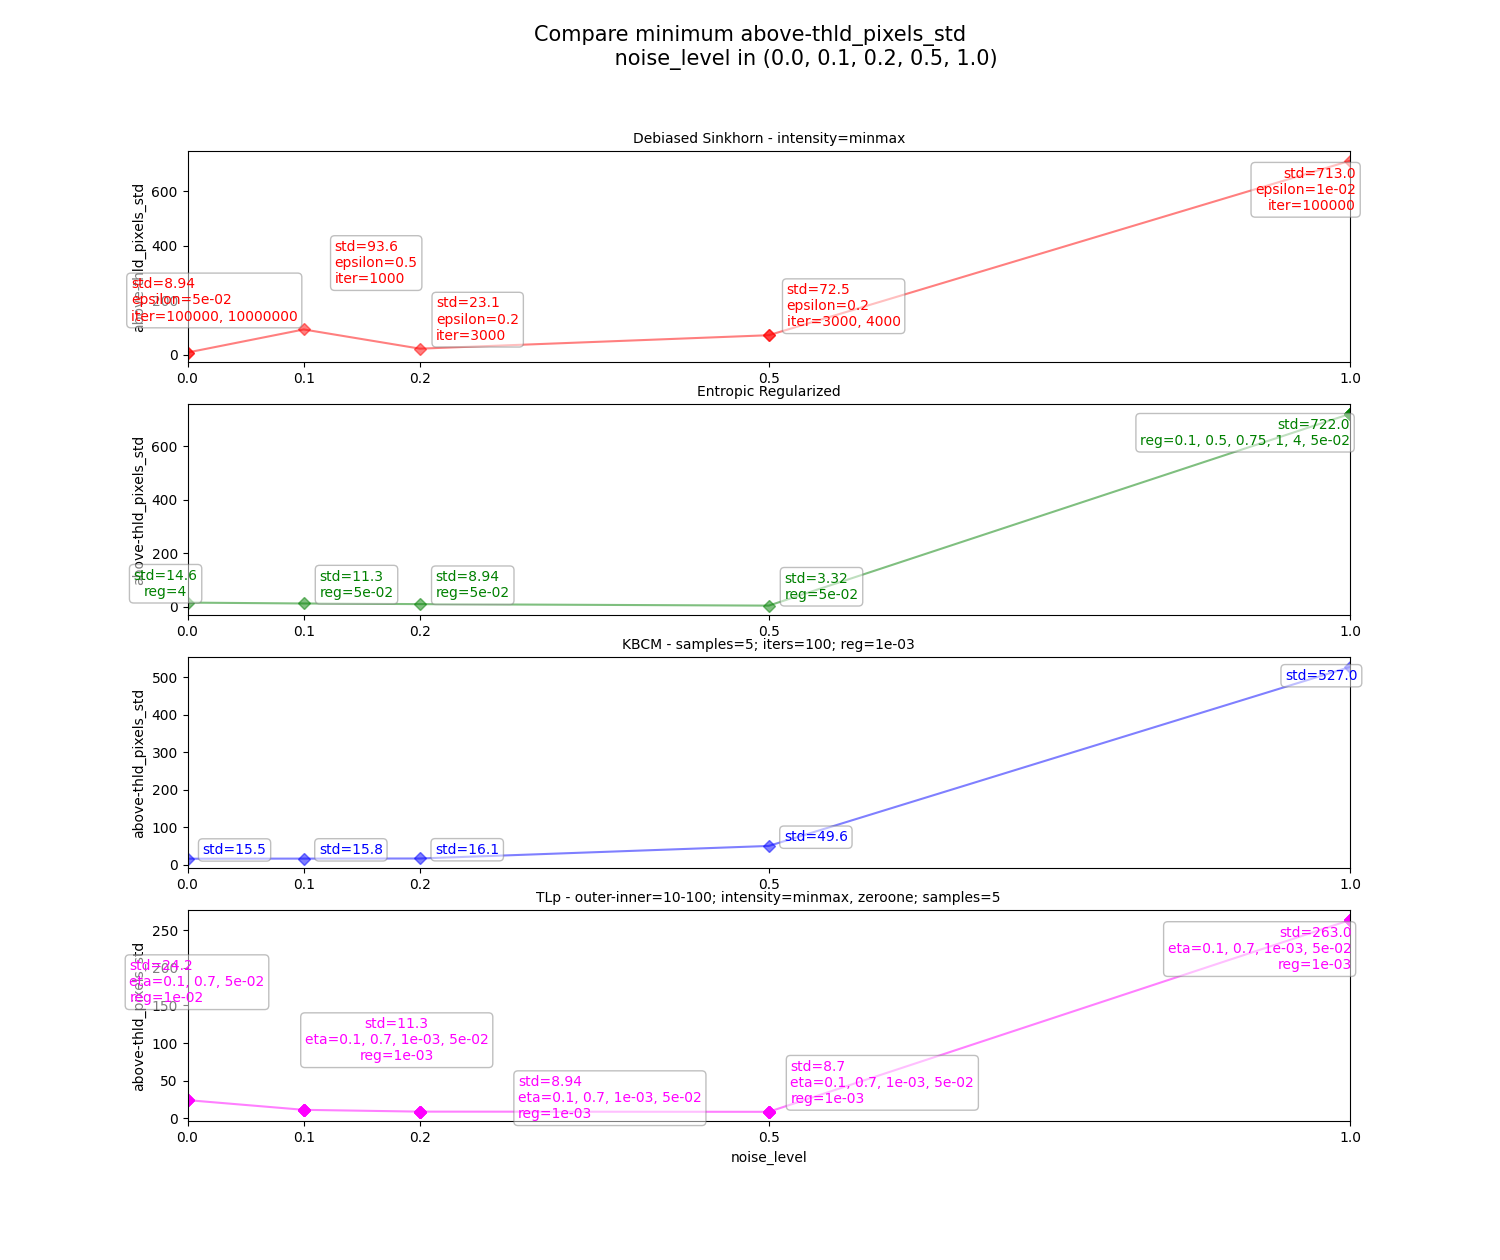 Compare minimum above-thld_pixels_std
noise_level in (0.0, 0.1, 0.2, 0.5, 1.0)
Debiased Sinkhorn - intensity=minmax
above-thld_pixels_std
600
400
200
0
std=8.94
epsilon=5e-02
iter=100000, 10000000
std=93.6
epsilon=0.5
iter=1000
std=23.1
epsilon=0.2
iter=3000
std=72.5
epsilon=0.2
iter=3000, 4000
std=713.0
epsilon=1e-02
iter=100000
0.0 0.1 0.2 0.5 1.0
Entropic Regularized
above-thld_pixels_std
600
400
200
0
std=14.6
reg=4
std=11.3
reg=5e-02
std=8.94
reg=5e-02
std=3.32
reg=5e-02
std=722.0
reg=0.1, 0.5, 0.75, 1, 4, 5e-02
0.0 0.1 0.2 0.5 1.0
KBCM - samples=5; iters=100; reg=1e-03
above-thld_pixels_std
500
400
300
200
100
0
std=15.5
std=15.8
std=16.1
std=49.6
std=527.0
0.0 0.1 0.2 0.5 1.0
TLp - outer-inner=10-100; intensity=minmax, zeroone; samples=5
above-thld_pixels_std
250
200
150
100
50
0
std=24.2
eta=0.1, 0.7, 5e-02
reg=1e-02
std=11.3
eta=0.1, 0.7, 1e-03, 5e-02
reg=1e-03
std=8.94
eta=0.1, 0.7, 1e-03, 5e-02
reg=1e-03
std=8.7
eta=0.1, 0.7, 1e-03, 5e-02
reg=1e-03
std=263.0
eta=0.1, 0.7, 1e-03, 5e-02
reg=1e-03
0.0 0.1 0.2 0.5 1.0
noise_level